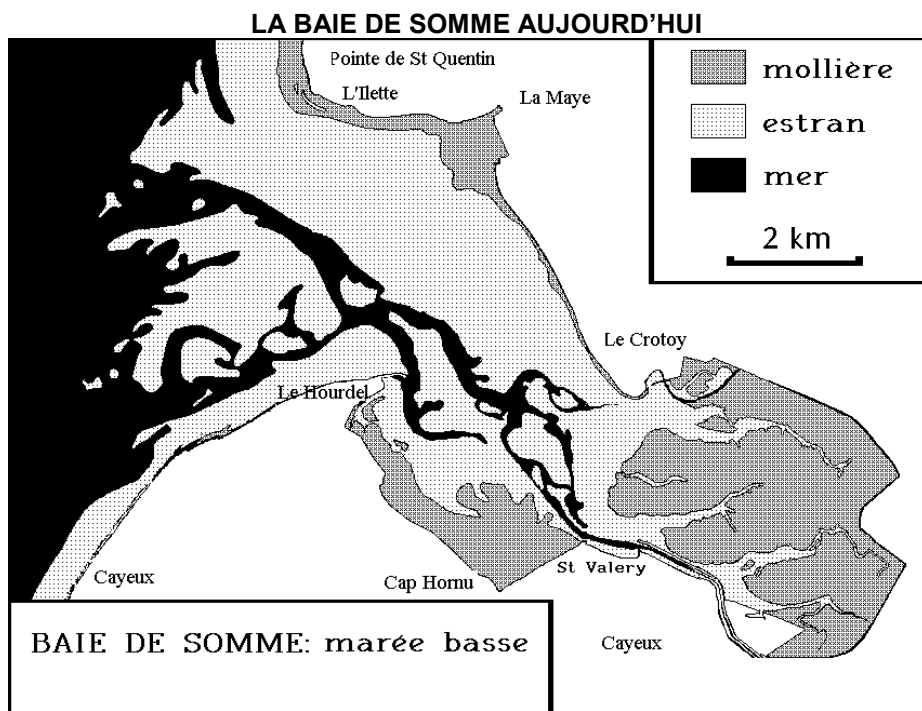 LA BAIE DE SOMME AUJOURD'HUI
Pointe de St Quentin
L'Ilette
La Maye
mollière
estran
mer
2 km
Le Crotoy
Le Hourdel
Cayeux
Cap Hornu
St Valery
Cayeux
BAIE DE SOMME: marée basse